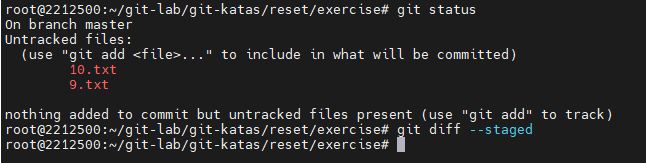 root@2212500:~/git-lab/git-katas/reset/exercise# git status
On branch master
Untracked files:
  (use "git add <file>..." to include in what will be committed)
        10.txt
        9.txt

nothing added to commit but untracked files present (use "git add" to track)
root@2212500:~/git-lab/git-katas/reset/exercise# git diff --staged
root@2212500:~/git-lab/git-katas/reset/exercise#